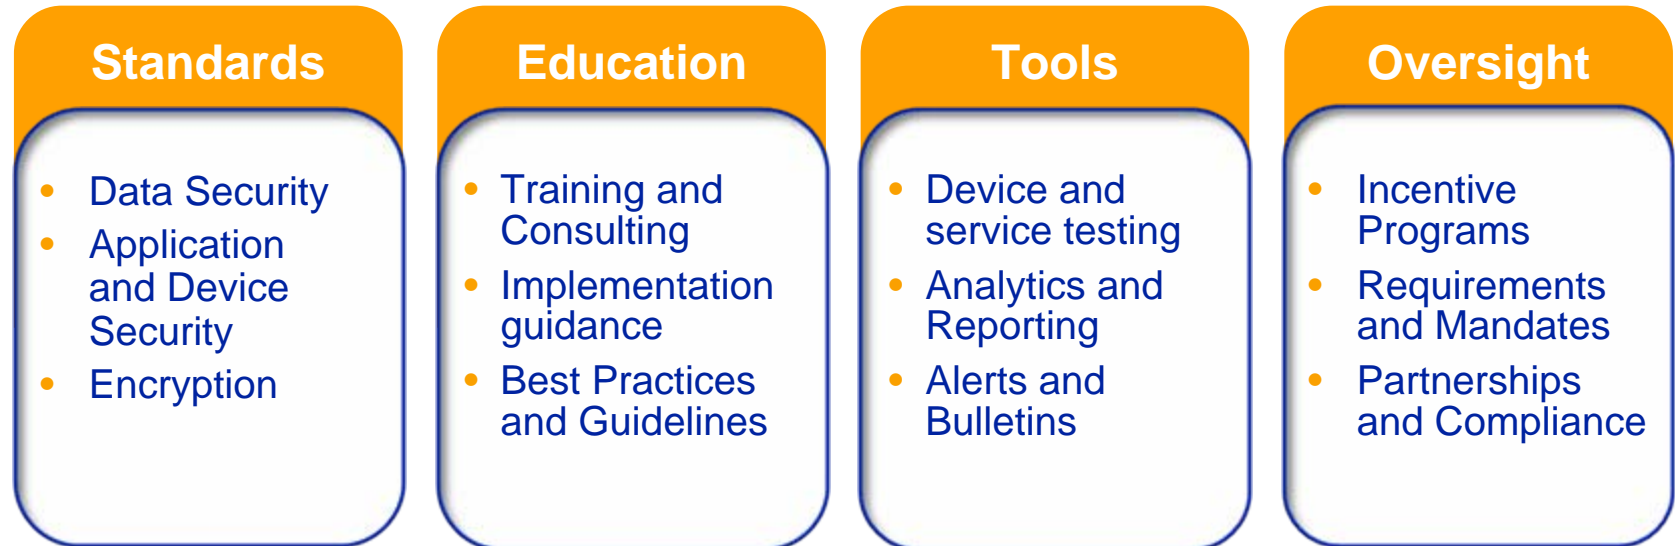 Standards
• Data Security
• Application
and Device
Security
• Encryption
Education
• Training and
Consulting
• Implementation
guidance
• Best Practices
and Guidelines
Tools
• Device and
service testing
• Analytics and
Reporting
• Alerts and
Bulletins
Oversight
• Incentive
Programs
• Requirements
and Mandates
• Partnerships
and Compliance